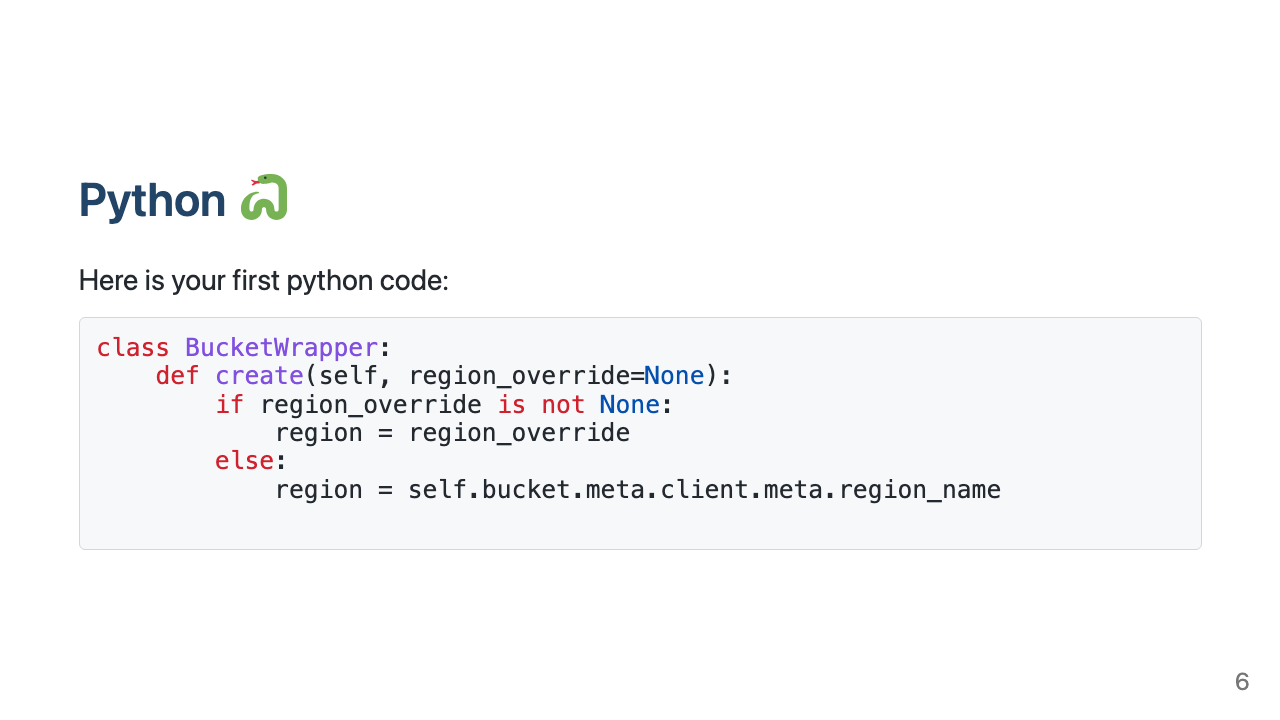 Python 🐍
Here is your first python code:
class BucketWrapper:
    def create(self, region_override=None):
        if region_override is not None:
            region = region_override
        else:
            region = self.bucket.meta.client.meta.region_name
6